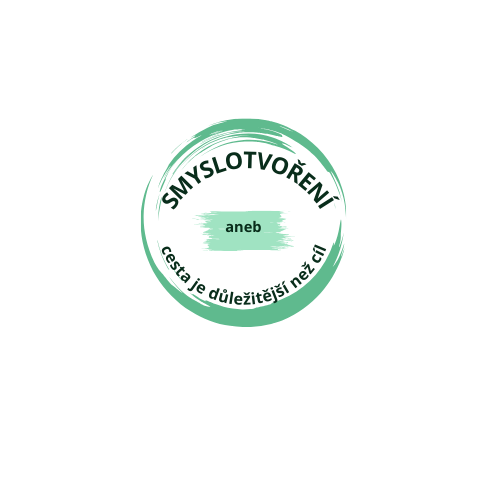 SMYSLOTVOŘENÍ
aneb
cesta je důležitější než cíl